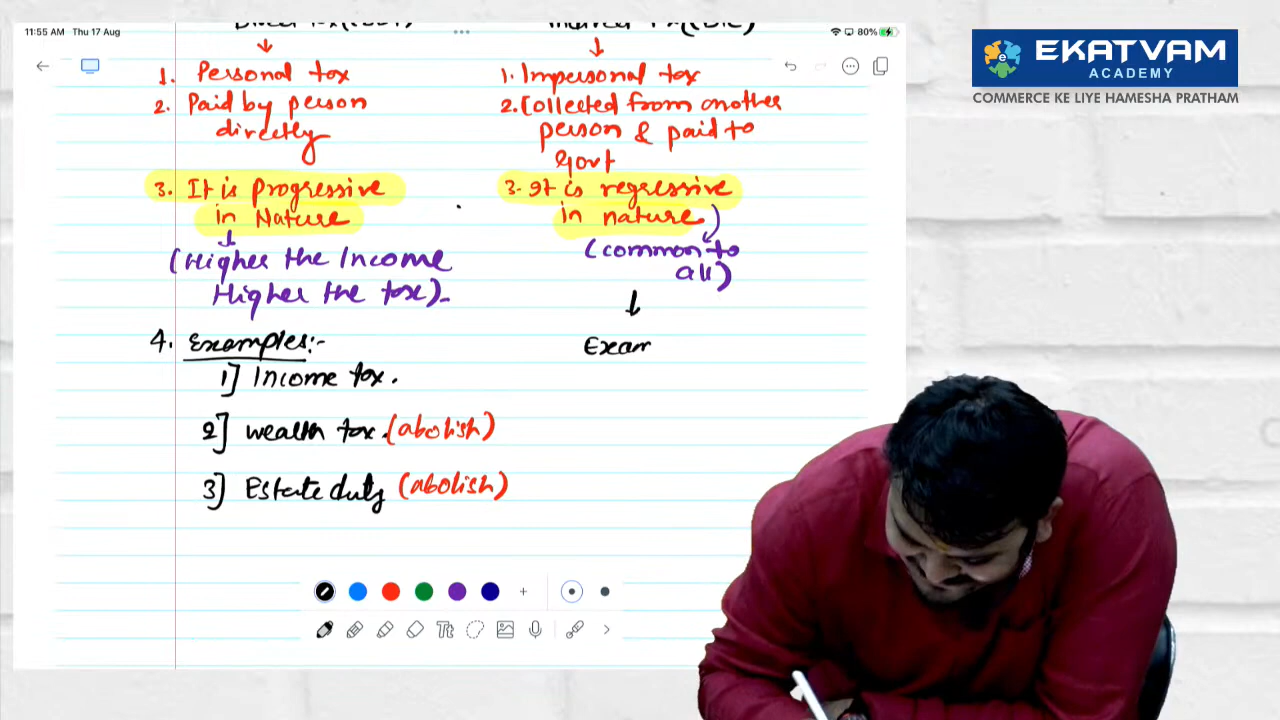 11:55 AM Thu 17 Aug
80%
EKATVAM
ACADEMY
COMMERCE KE LIYE HAMESHA PRATHAM
1. Personal tax
2. Paid by person
directly
3. It is Progressive
in Nature
(Higher the Income
Higher the tax).
4. Examples:-
1] Income tax.
2] wealth tax. (abolish)
3] Estate duty (abolish)
1. Impersonal tax
2. Collected from another
person & paid to
Govt
3. It is regressive
in nature
(common to
all)
Exam
Tt